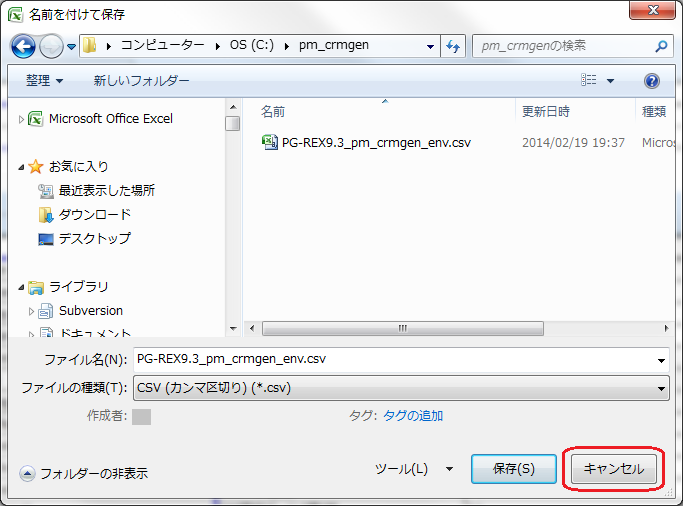 名前を付けて保存
コンピューター ▸ OS (C:) ▸ pm_crmgen
pm_crmgenの検索
整理
新しいフォルダー
Microsoft Office Excel
お気に入り
最近表示した場所
ダウンロード
デスクトップ
ライブラリ
Subversion
ドキュメント
名前 更新日時 種類
PG-REX9.3_pm_crmgen_env.csv 2014/02/19 19:37 Micros
ファイル名(N): PG-REX9.3_pm_crmgen_env.csv
ファイルの種類(T): CSV (カンマ区切り) (*.csv)
作成者:
タグ: タグの追加
フォルダーの非表示
ツール(L)
保存(S)
キャンセル